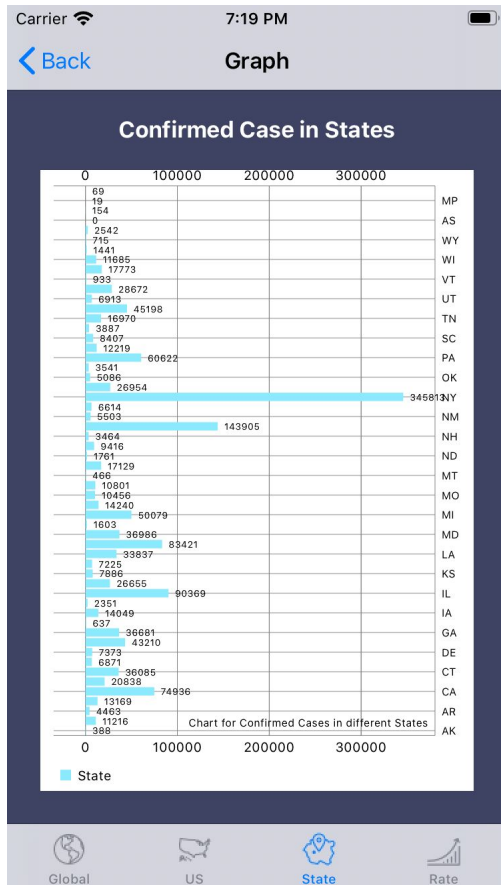 Carrier 7:19 PM
Back Graph
Confirmed Case in States
0 100000 200000 300000
69
19 MP
154
0 AS
2542
715 WY
1441
11685 WI
17773
933 VT
28672
6913 UT
45198
16970 TN
3887
8407 SC
12219
60622 PA
3541
5086 OK
26954
345813 NY
6614
5503 NM
143905
3464 NH
9416
1761 ND
17129
466 MT
10801
10456 MO
14240
50079 MI
1603
36986 MD
83421
33837 LA
7225
7886 KS
26655
90369 IL
2351
14049 IA
637
36681 GA
43210
7373 DE
6871
36085 CT
20838
74936 CA
13169
4463 AR
11216 Chart for Confirmed Cases in different States
388 AK
0 100000 200000 300000
State
Global US State Rate